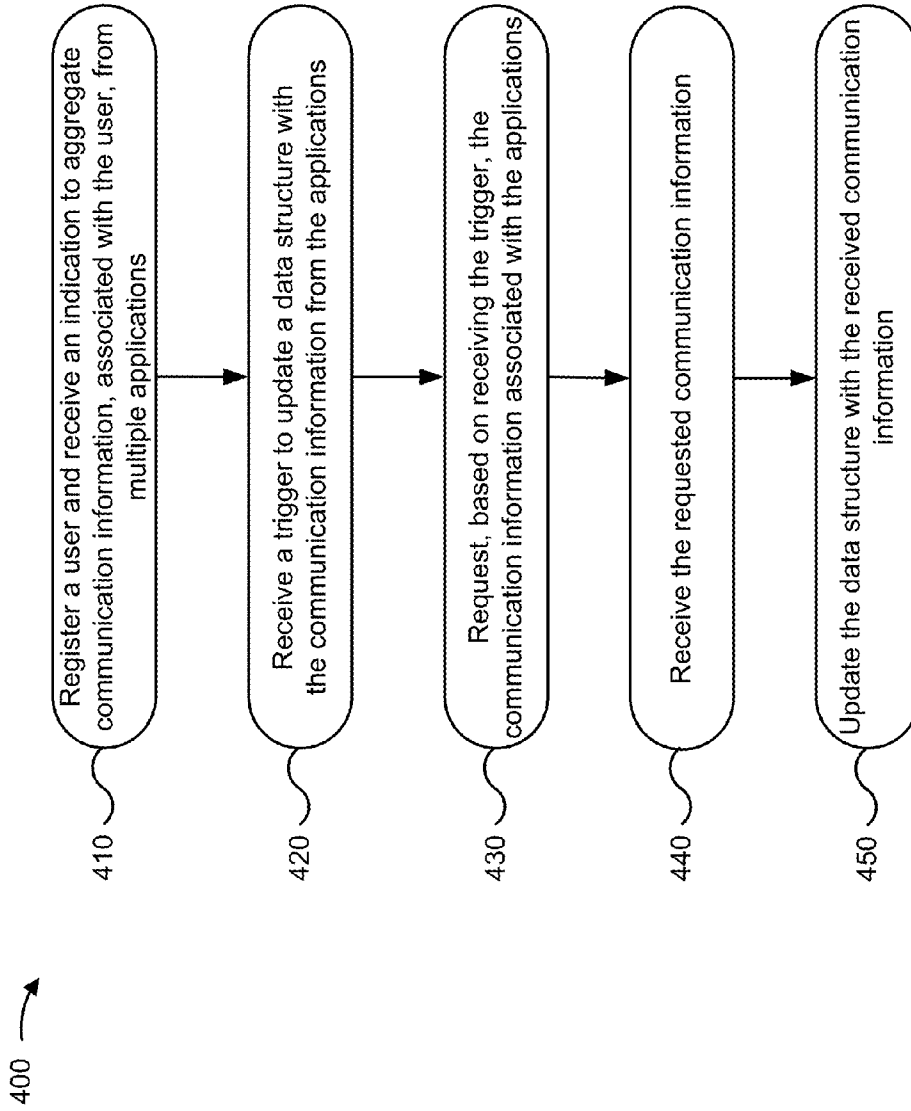 400
410
Register a user and receive an indication to aggregate
communication information, associated with the user, from
multiple applications
420
Receive a trigger to update a data structure with
the communication information from the applications
430
Request, based on receiving the trigger, the
communication information associated with the applications
440
Receive the requested communication information
450
Update the data structure with the received communication
information